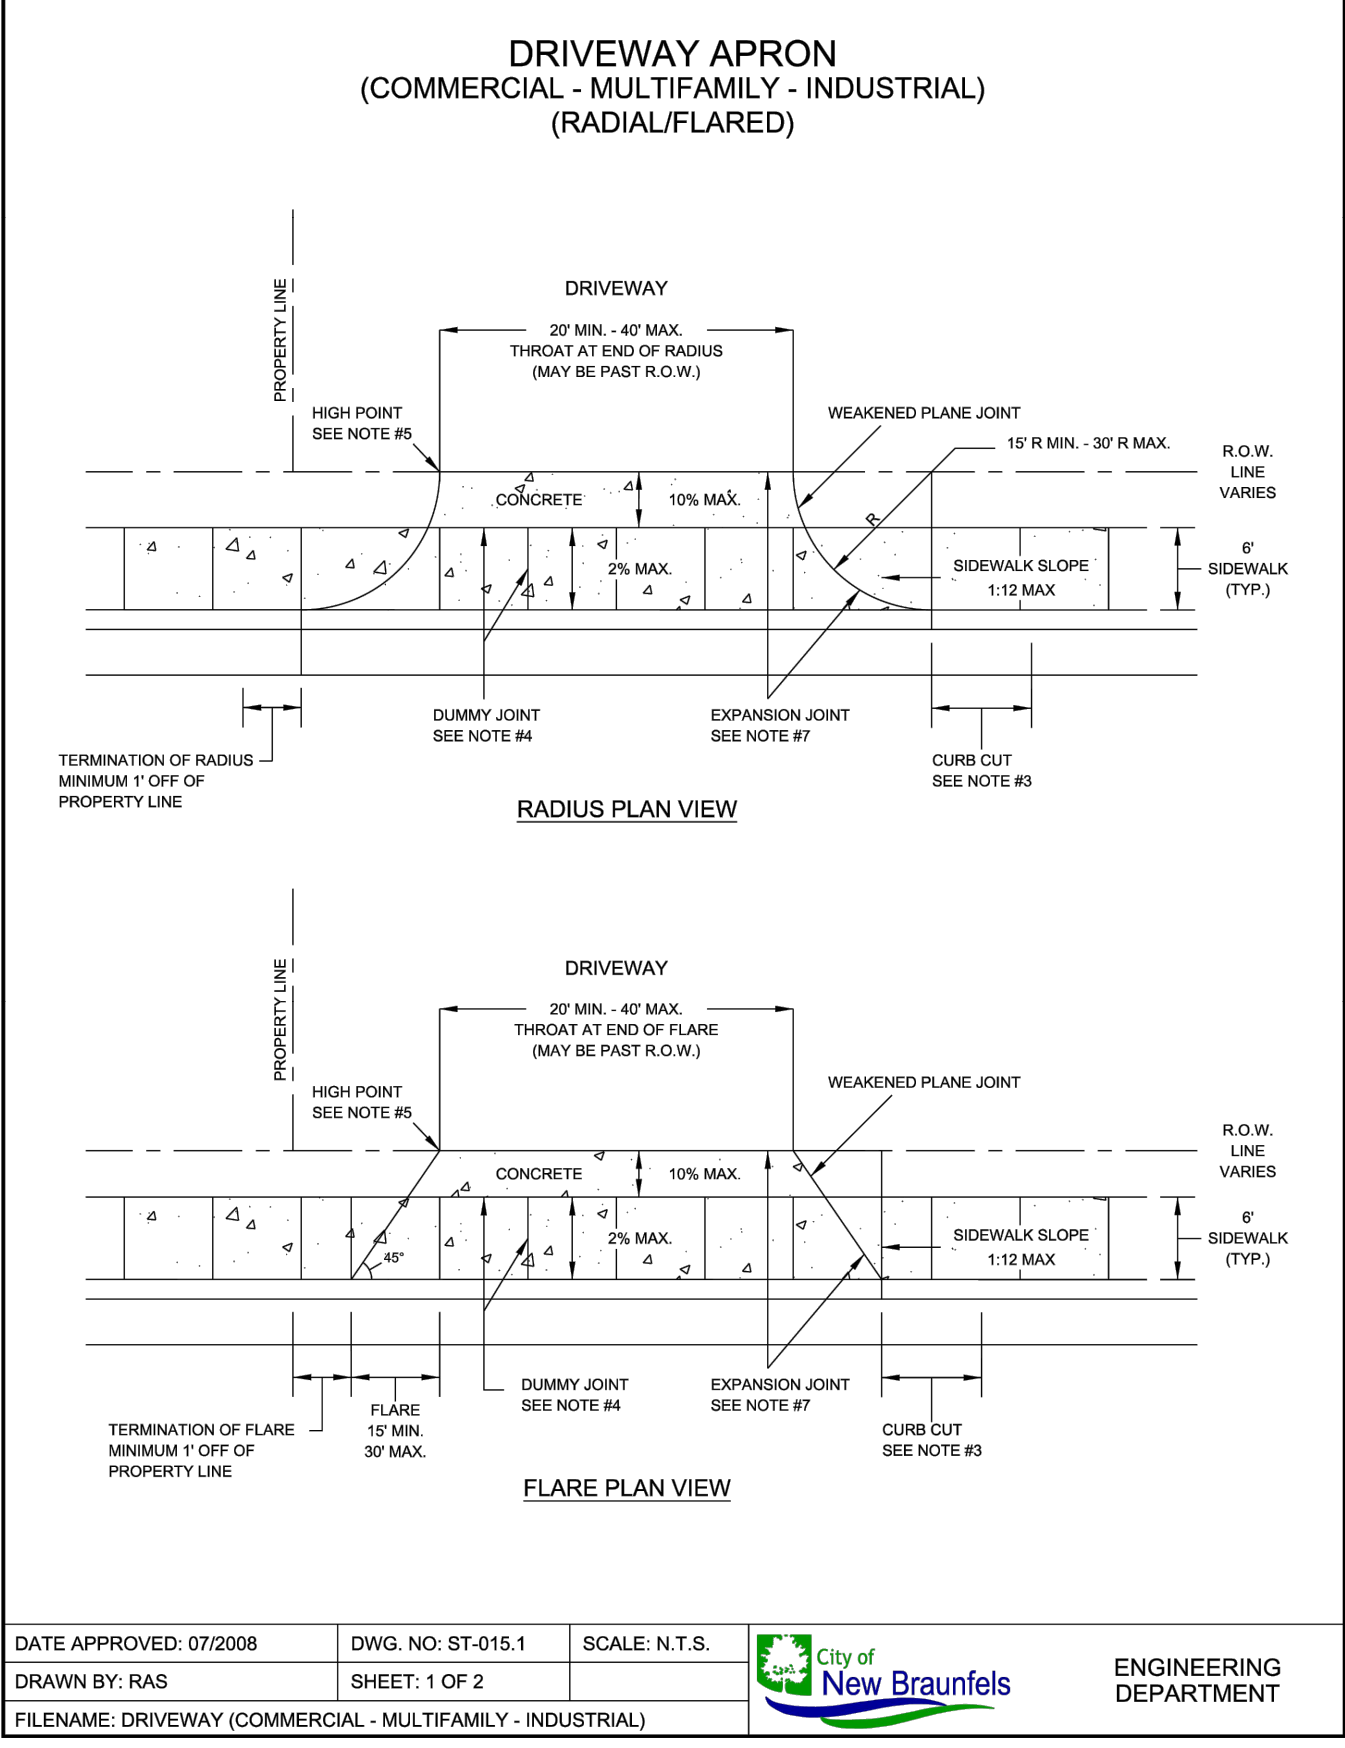 DRIVEWAY APRON
(COMMERCIAL - MULTIFAMILY - INDUSTRIAL)
(RADIAL/FLARED)
PROPERTY LINE
DRIVEWAY
20' MIN. - 40' MAX.
THROAT AT END OF RADIUS
(MAY BE PAST R.O.W.)
HIGH POINT
SEE NOTE #5
WEAKENED PLANE JOINT
15' R MIN. - 30' R MAX.
R.O.W.
LINE
VARIES
CONCRETE
10% MAX.
R
2% MAX.
SIDEWALK SLOPE
1:12 MAX
6'
SIDEWALK
(TYP.)
DUMMY JOINT
SEE NOTE #4
EXPANSION JOINT
SEE NOTE #7
TERMINATION OF RADIUS
MINIMUM 1' OFF OF
PROPERTY LINE
CURB CUT
SEE NOTE #3
RADIUS PLAN VIEW
PROPERTY LINE
DRIVEWAY
20' MIN. - 40' MAX.
THROAT AT END OF FLARE
(MAY BE PAST R.O.W.)
HIGH POINT
SEE NOTE #5
WEAKENED PLANE JOINT
R.O.W.
LINE
VARIES
CONCRETE
10% MAX.
45°
2% MAX.
SIDEWALK SLOPE
1:12 MAX
6'
SIDEWALK
(TYP.)
DUMMY JOINT
SEE NOTE #4
EXPANSION JOINT
SEE NOTE #7
FLARE
15' MIN.
30' MAX.
TERMINATION OF FLARE
MINIMUM 1' OFF OF
PROPERTY LINE
CURB CUT
SEE NOTE #3
FLARE PLAN VIEW
DATE APPROVED: 07/2008
DWG. NO: ST-015.1
SCALE: N.T.S.
DRAWN BY: RAS
SHEET: 1 OF 2
FILENAME: DRIVEWAY (COMMERCIAL - MULTIFAMILY - INDUSTRIAL)
City of
New Braunfels
ENGINEERING
DEPARTMENT